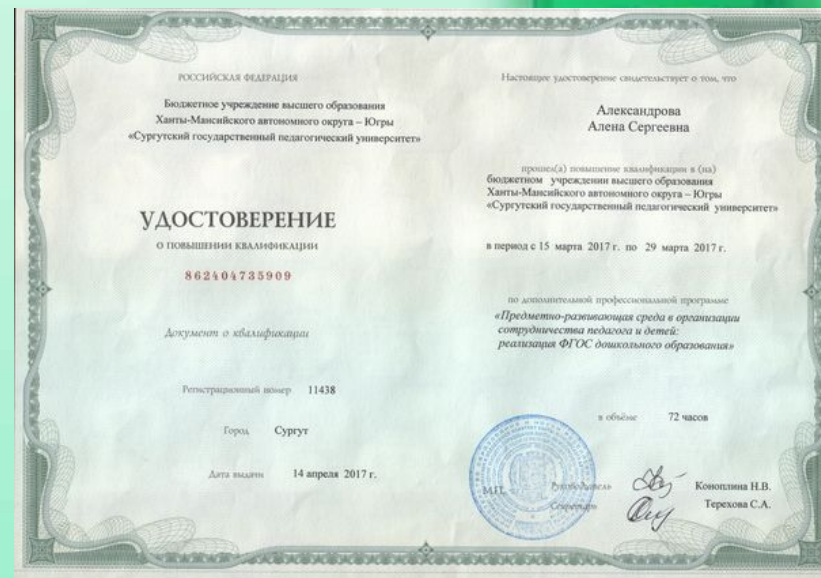 РОССИЙСКАЯ ФЕДЕРАЦИЯ
Бюджетное учреждение высшего образования
Ханты-Мансийского автономного округа – Югры
«Сургутский государственный педагогический университет»
УДОСТОВЕРЕНИЕ
О ПОВЫШЕНИИ КВАЛИФИКАЦИИ
862404735909
Документ о квалификации
Регистрационный номер 11438
Город Сургут
Дата выдачи 14 апреля 2017 г.
Настоящее удостоверение свидетельствует о том, что
Александрова
Алена Сергеевна
прошел(а) повышение квалификации в (на)
бюджетном учреждении высшего образования
Ханты-Мансийского автономного округа – Югры
«Сургутский государственный педагогический университет»
в период с 15 марта 2017 г. по 29 марта 2017 г.
по дополнительной профессиональной программе
«Предметно-развивающая среда в организации
сотрудничества педагога и детей:
реализация ФГОС дошкольного образования»
в объёме 72 часов
М.П. Руководитель Коноплина Н.В.
Секретарь Терехова С.А.